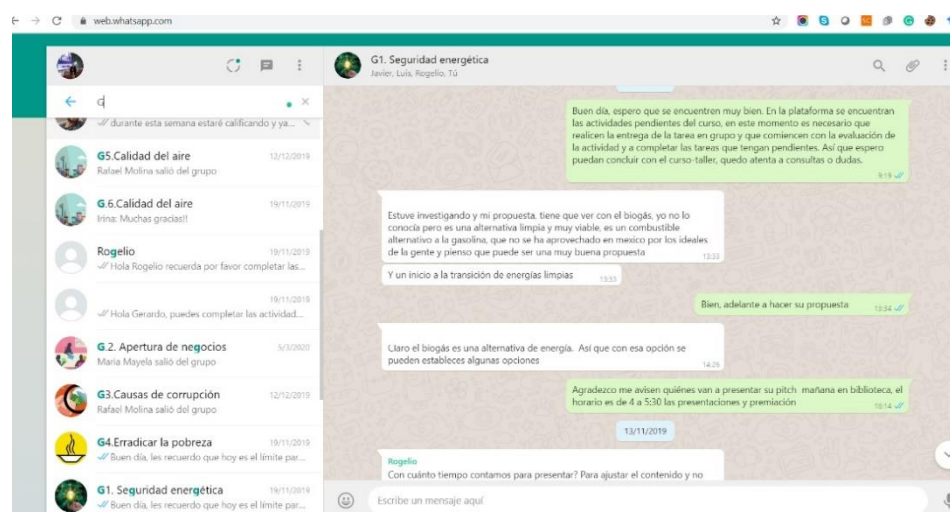 web.whatsapp.com
G
durante esta semana estaré calificando y ya...
G5.Calidad del aire 12/12/2019
Rafael Molina salió del grupo
G.6.Calidad del aire 19/11/2019
Irina: Muchas gracias!!
Rogelio 19/11/2019
Hola Rogelio recuerda por favor completar las...
19/11/2019
Hola Gerardo, puedes completar las actividad...
G.2. Apertura de negocios 5/3/2020
Maria Mayela salió del grupo
G3.Causas de corrupción 12/12/2019
Rafael Molina salió del grupo
G4.Erradicar la pobreza 19/11/2019
Buen día, les recuerdo que hoy es el límite par...
G1. Seguridad energética 19/11/2019
Buen día, les recuerdo que hoy es el límite par...
G1. Seguridad energética
Javier, Luis, Rogelio, Tú
Buen día, espero que se encuentren muy bien. En la plataforma se encuentran
las actividades pendientes del curso, en este momento es necesario que
realicen la entrega de la tarea en grupo y que comiencen con la evaluación de
la actividad y a completar las tareas que tengan pendientes. Así que espero
puedan concluir con el curso-taller, quedo atenta a consultas o dudas.
9:19
Estuve investigando y mi propuesta. tiene que ver con el biogás, yo no lo
conocía pero es una alternativa limpia y muy viable, es un combustible
alternativo a la gasolina, que no se ha aprovechado en mexico por los ideales
de la gente y pienso que puede ser una muy buena propuesta
13:33
Y un inicio a la transición de energías limpias 13:33
Bien, adelante a hacer su propuesta 13:34
Claro el biogás es una alternativa de energía. Así que con esa opción se
pueden estableces algunas opciones
14:26
Agradezco me avisen quiénes van a presentar su pitch mañana en biblioteca, el
horario es de 4 a 5:30 las presentaciones y premiación 18:14
13/11/2019
Rogelio
Con cuánto tiempo contamos para presentar? Para ajustar el contenido y no
Escribe un mensaje aquí